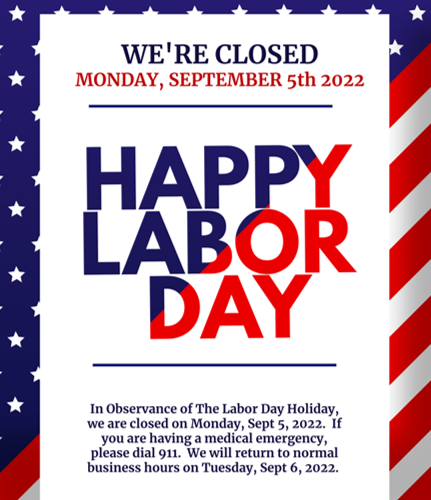 WE'RE CLOSED
MONDAY, SEPTEMBER 5th 2022
HAPPY
LABOR
DAY
In Observance of The Labor Day Holiday,
we are closed on Monday, Sept 5, 2022. If
you are having a medical emergency,
please dial 911. We will return to normal
business hours on Tuesday, Sept 6, 2022.